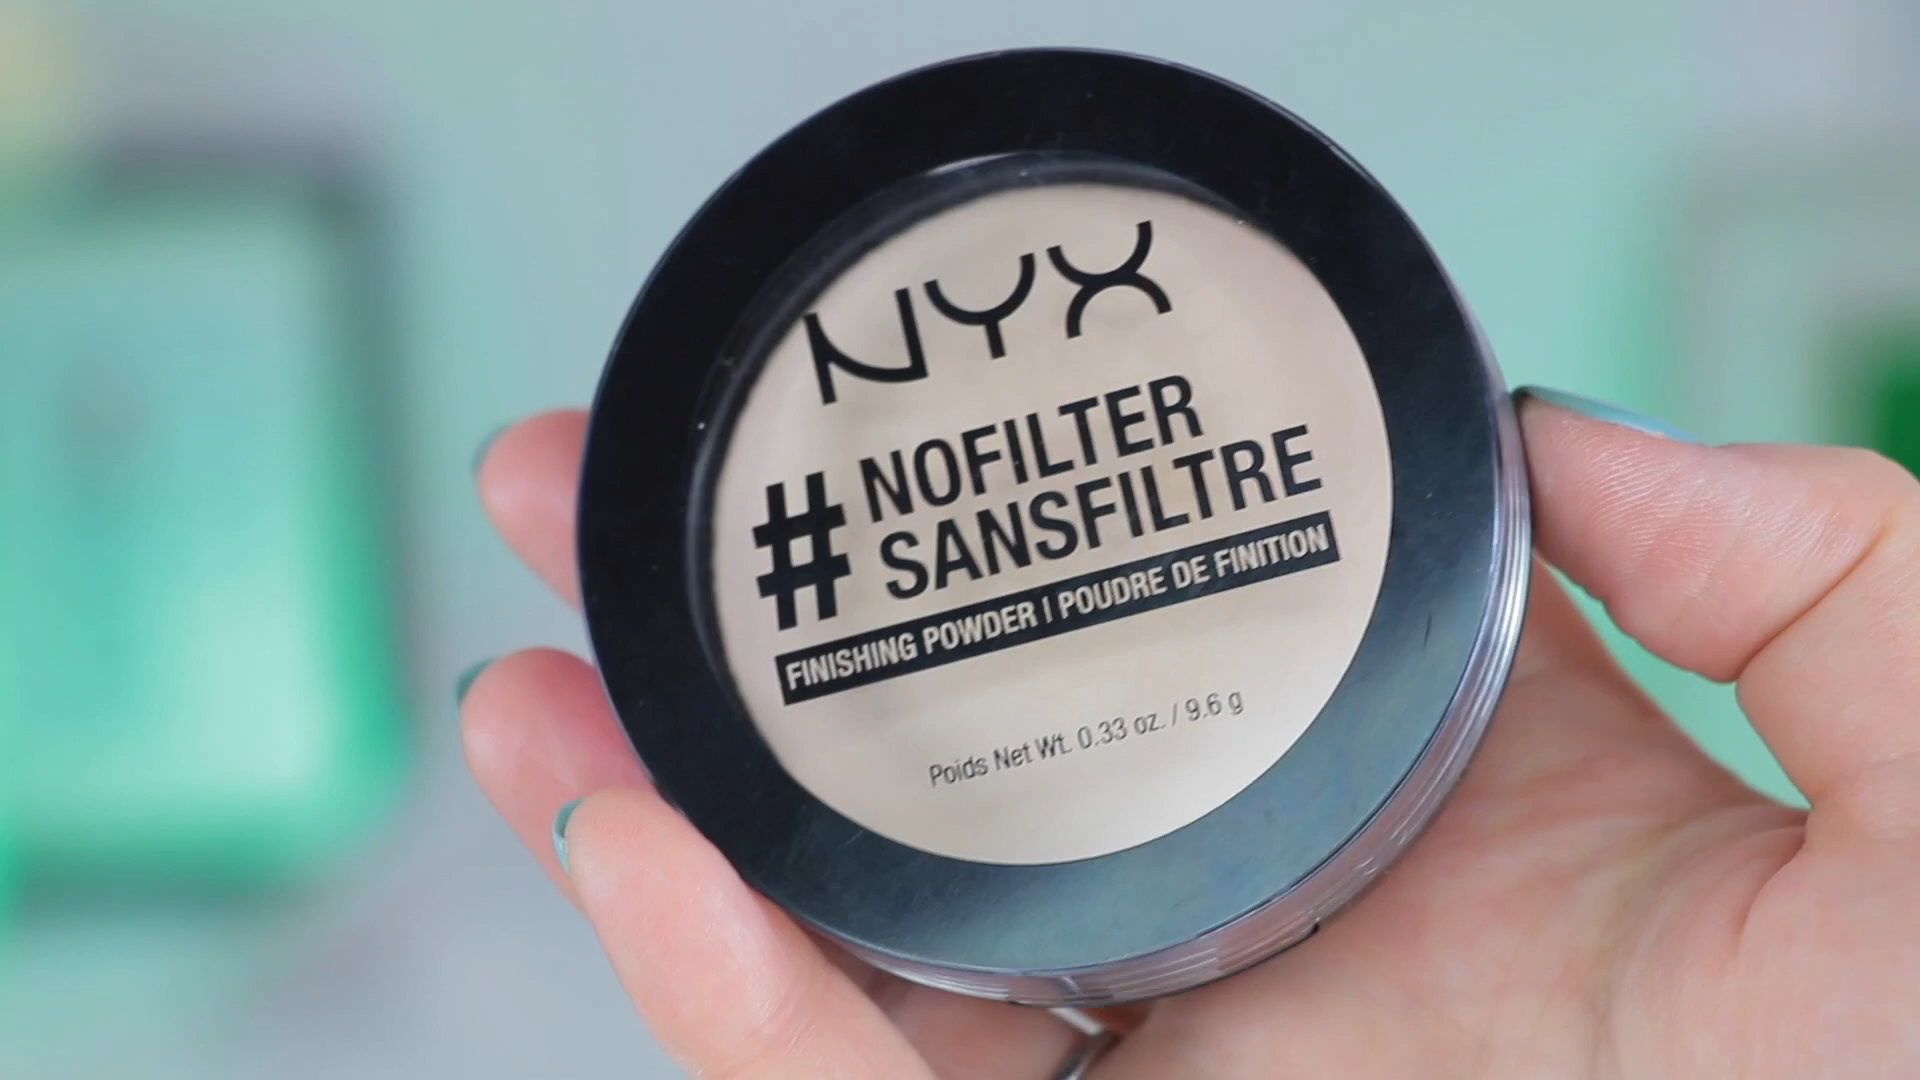 NYX
# NOFILTER
SANSFILTRE
FINISHING POWDER | POUDRE DE FINITION
Poids Net Wt. 0.33 oz. / 9.6 g